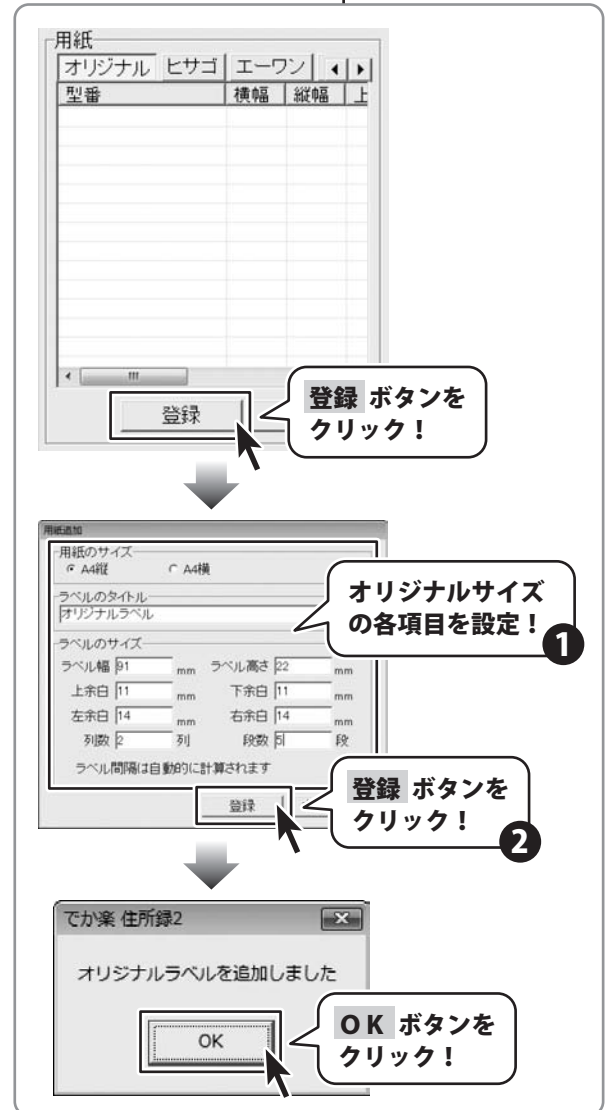 用紙
オリジナル ヒサゴ エーワン
型番 横幅 縦幅 上
登録
登録 ボタンを
クリック！
用紙追加
用紙のサイズ
A4縦 A4横
ラベルのタイトル
オリジナルラベル
オリジナルサイズ
の各項目を設定！
1
ラベルのサイズ
ラベル幅 91 mm ラベル高さ 22 mm
上余白 11 mm 下余白 11 mm
左余白 14 mm 右余白 14 mm
列数 2 列 段数 5 段
ラベル間隔は自動的に計算されます
登録
登録 ボタンを
クリック！
2
でか楽 住所録2
オリジナルラベルを追加しました
OK
OK ボタンを
クリック！